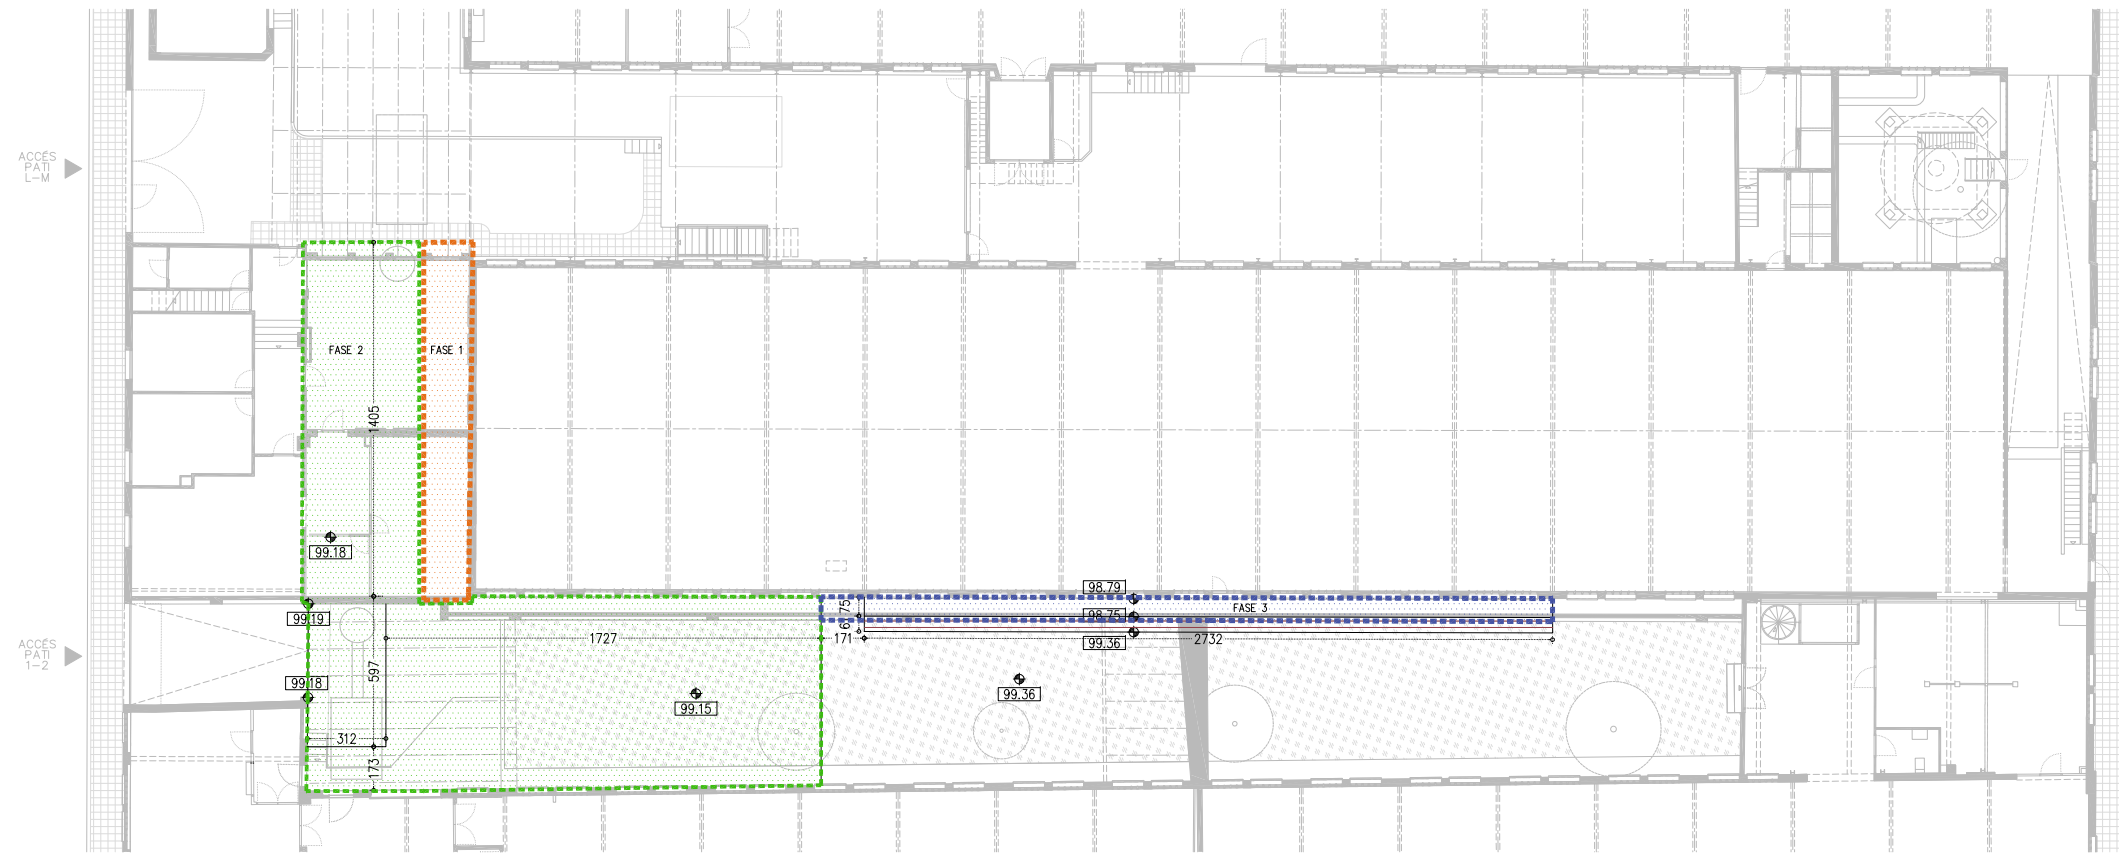 ACCÉS
PATI
L-M
FASE 2
FASE 1
1405
99.18
99.19
98.79
75
FASE 3
98.75
1727
171
2732
99.36
ACCÉS
PATI
1-2
597
99.18
99.36
99.15
312
173